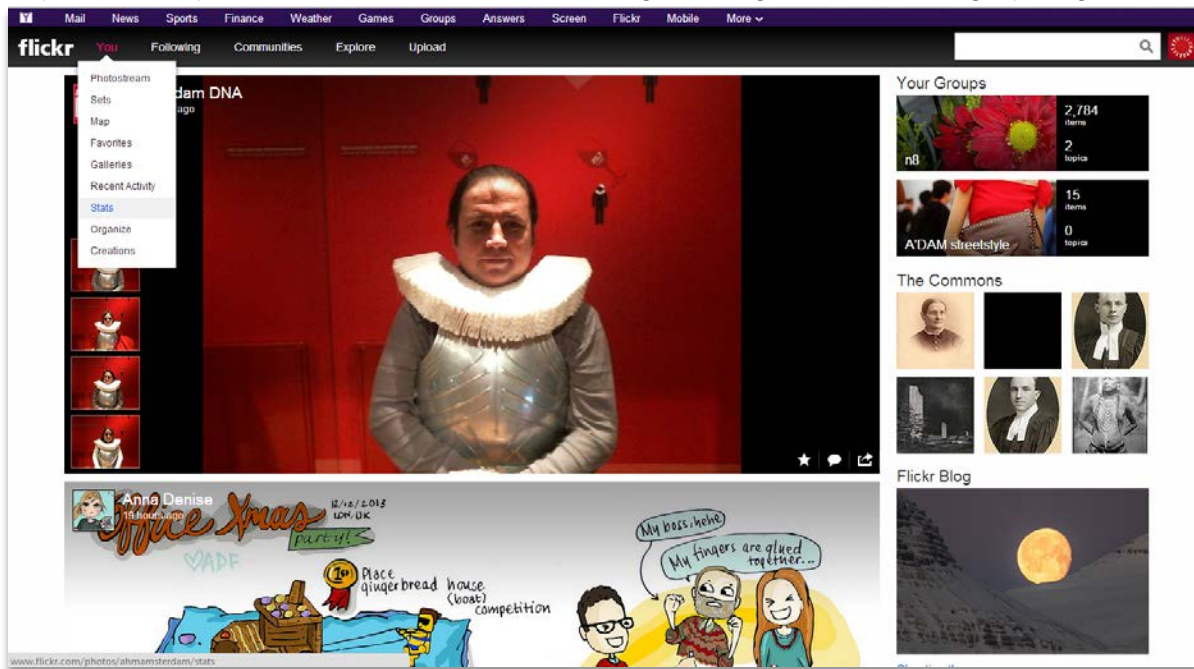 Y Mail News Sports Finance Weather Games Groups Answers Screen Flickr Mobile More
flickr You Following Communities Explore Upload
Photostream
Sets
Map
Favorites
Galleries
Recent Activity
Stats
Organize
Creations
dam DNA
ago
Your Groups
2,784
items
2
topics
n8
15
items
0
topics
A'DAM streetstyle
The Commons
Flickr Blog
Anna Denise
19 hours ago
Office Xmas
party!
12/12/2013
LON, UK
ADF
1st Place
gingerbread house
(boat)
competition
My boss, hehe
My fingers are glued
together...
www.flickr.com/photos/ahmamsterdam/stats